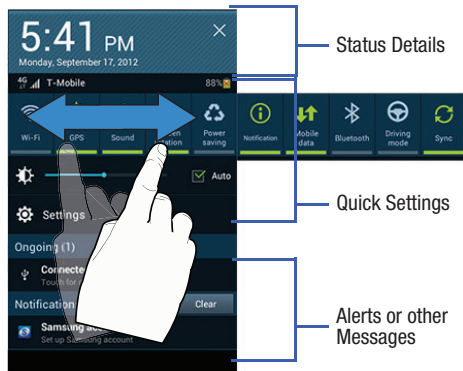 5:41 PM
Monday, September 17, 2012
Status Details
4G T-Mobile 88%
Wi-Fi GPS Sound Power saving Notification Mobile data Bluetooth Driving mode Sync
Auto
Settings
Quick Settings
Ongoing (1)
Touch for
Notification
Clear
Samsung
Set up Samsung account
Alerts or other
Messages